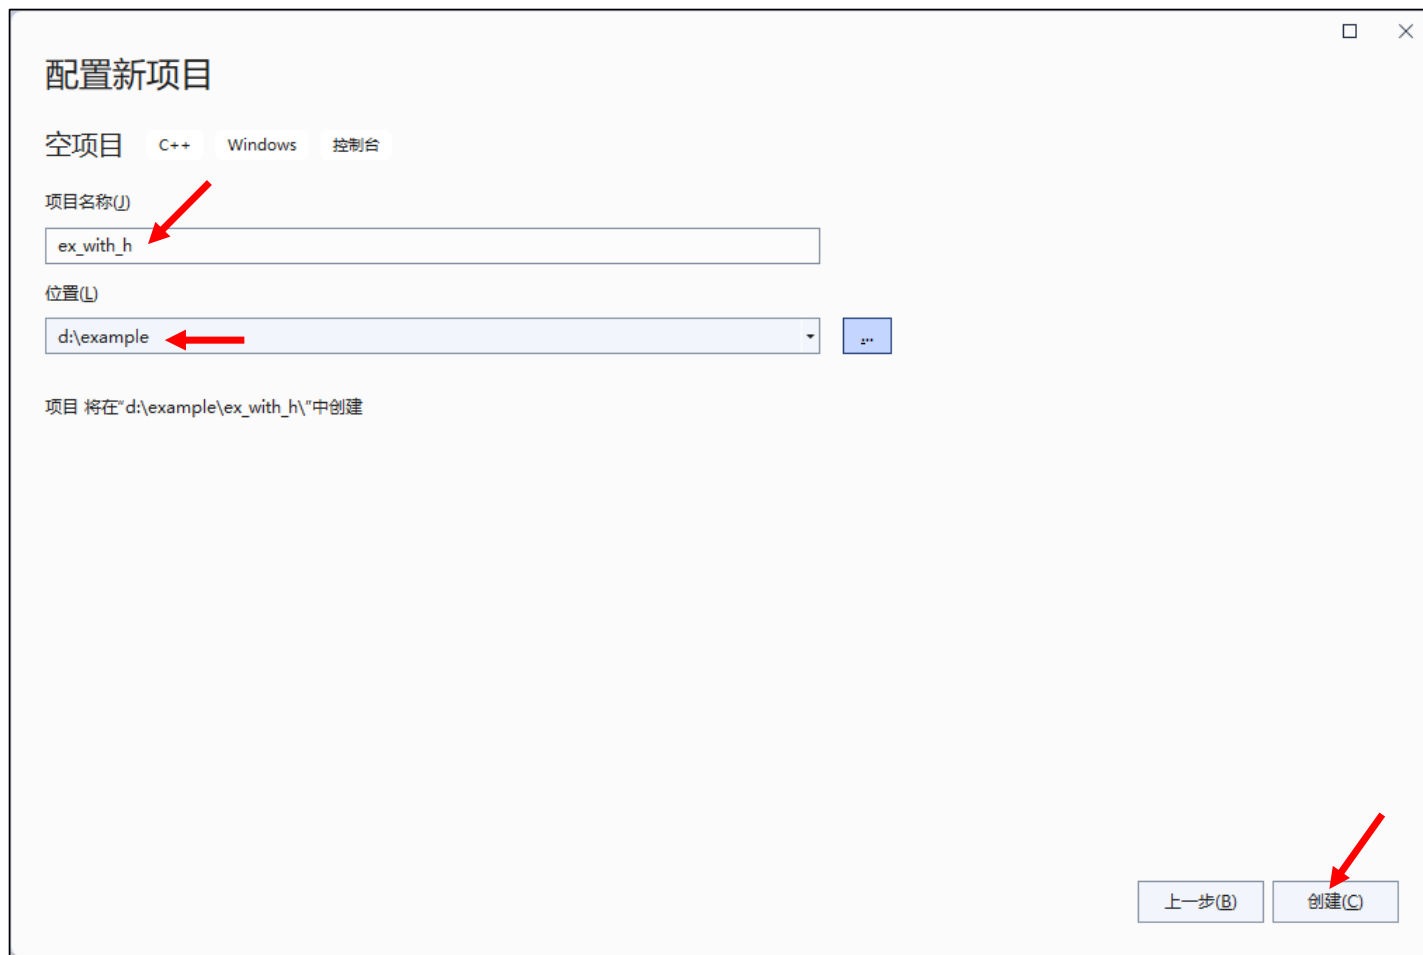 配置新项目
空项目 C++ Windows 控制台
项目名称(J)
ex_with_h
位置(L)
d:\example
...
项目 将在“d:\example\ex_with_h\”中创建
上一步(B) 创建(C)